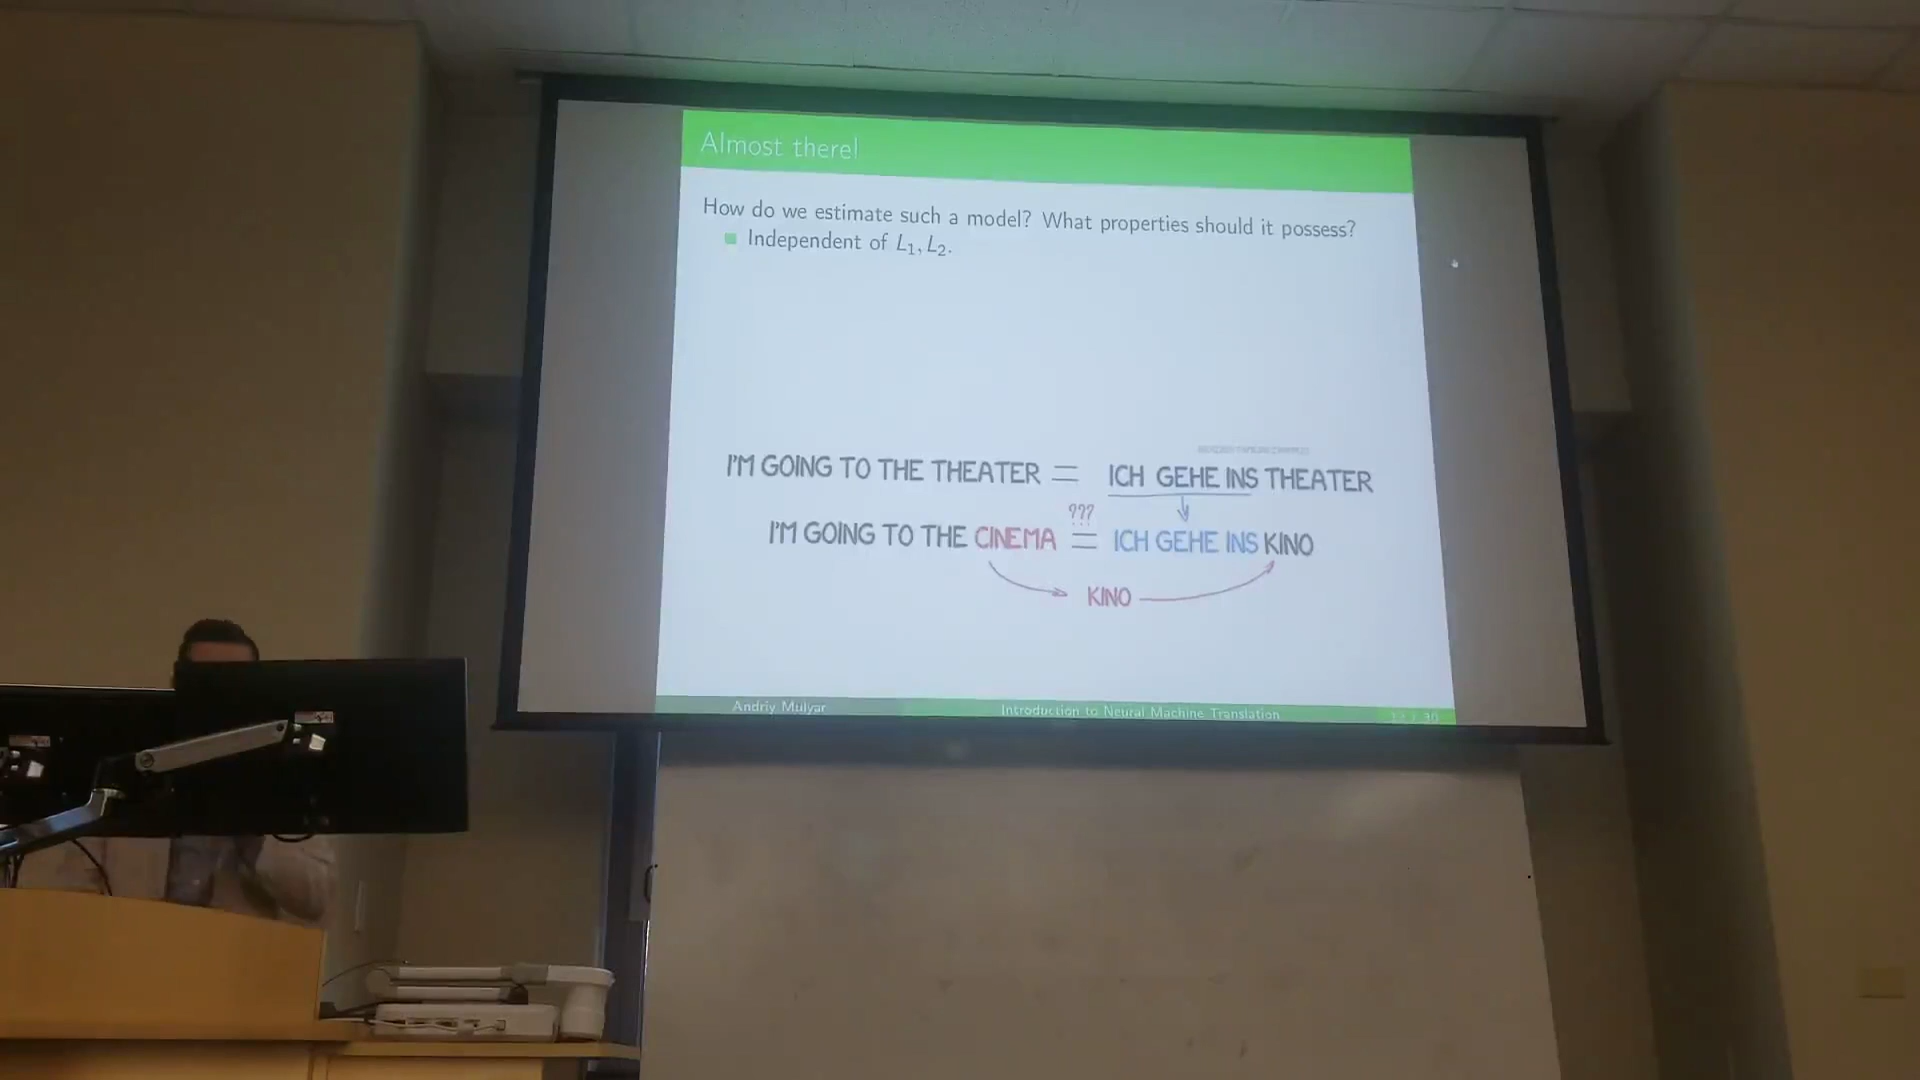 Almost there!
How do we estimate such a model? What properties should it possess?
Independent of L₁, L₂.
I'M GOING TO THE THEATER = ICH GEHE INS THEATER
???
I'M GOING TO THE CINEMA = ICH GEHE INS KINO
KINO
Andriy Mulyar Introduction to Neural Machine Translation